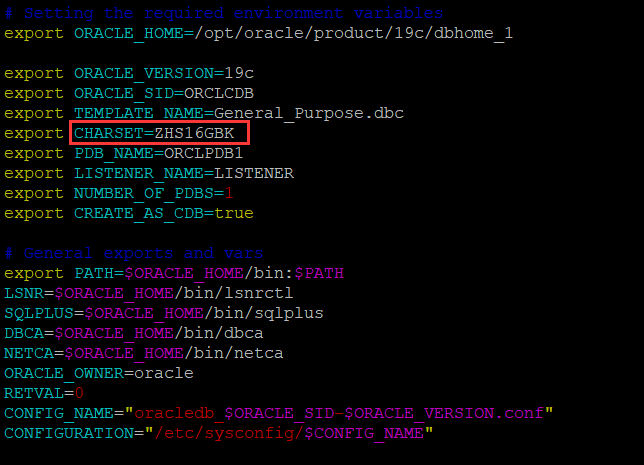 # Setting the required environment variables
export ORACLE_HOME=/opt/oracle/product/19c/dbhome_1
export ORACLE_VERSION=19c
export ORACLE_SID=ORCLCDB
export TEMPLATE_NAME=General_Purpose.dbc
export CHARSET=ZHS16GBK
export PDB_NAME=ORCLPDB1
export LISTENER_NAME=LISTENER
export NUMBER_OF_PDBS=1
export CREATE_AS_CDB=true
# General exports and vars
export PATH=$ORACLE_HOME/bin:$PATH
LSNR=$ORACLE_HOME/bin/lsnrctl
SQLPLUS=$ORACLE_HOME/bin/sqlplus
DBCA=$ORACLE_HOME/bin/dbca
NETCA=$ORACLE_HOME/bin/netca
ORACLE_OWNER=oracle
RETVAL=0
CONFIG_NAME="oracledb_$ORACLE_SID-$ORACLE_VERSION.conf"
CONFIGURATION="/etc/sysconfig/$CONFIG_NAME"